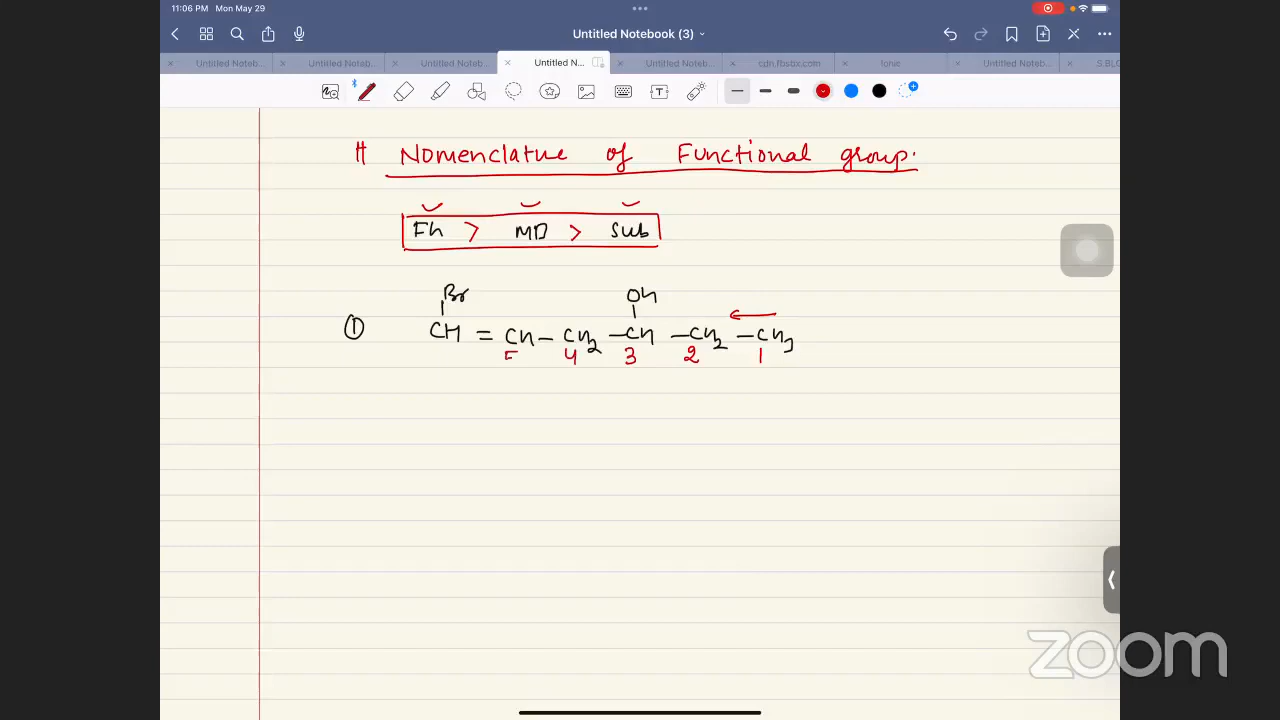 11:06 PM Mon May 29
Untitled Notebook (3)
Untitled Noteb... Untitled Noteb... Untitled Noteb... Untitled N... Untitled Noteb... cdn.fbsbx.com Ionic Untitled Noteb... S.BLO
# Nomenclatue of Functional group.
Fh > MD > Sub
Br OH
① CH = CH - CH2 - CH - CH2 - CH3
5 4 3 2 1
zoom